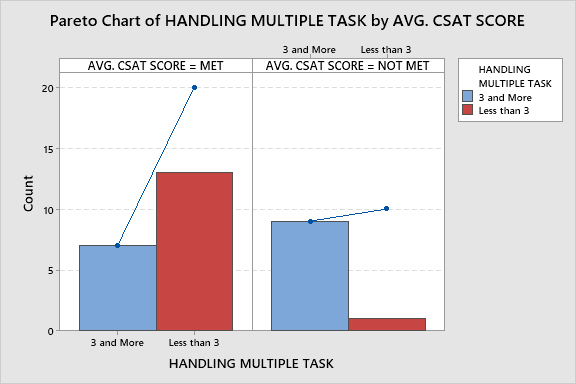 Pareto Chart of HANDLING MULTIPLE TASK by AVG. CSAT SCORE
3 and More Less than 3
AVG. CSAT SCORE = MET AVG. CSAT SCORE = NOT MET
HANDLING
MULTIPLE TASK
3 and More
Less than 3
20
15
10
5
0
Count
3 and More Less than 3
HANDLING MULTIPLE TASK